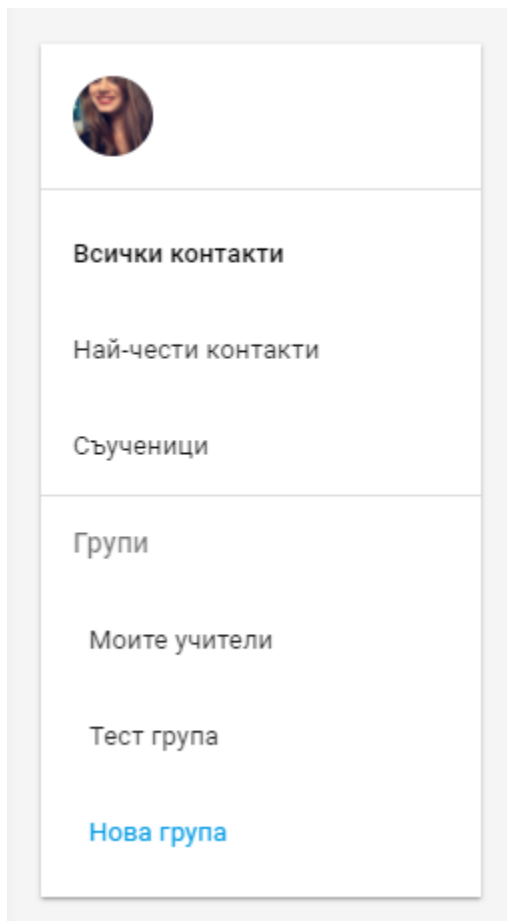 Всички контакти
Най-чести контакти
Съученици
Групи
Моите учители
Тест група
Нова група